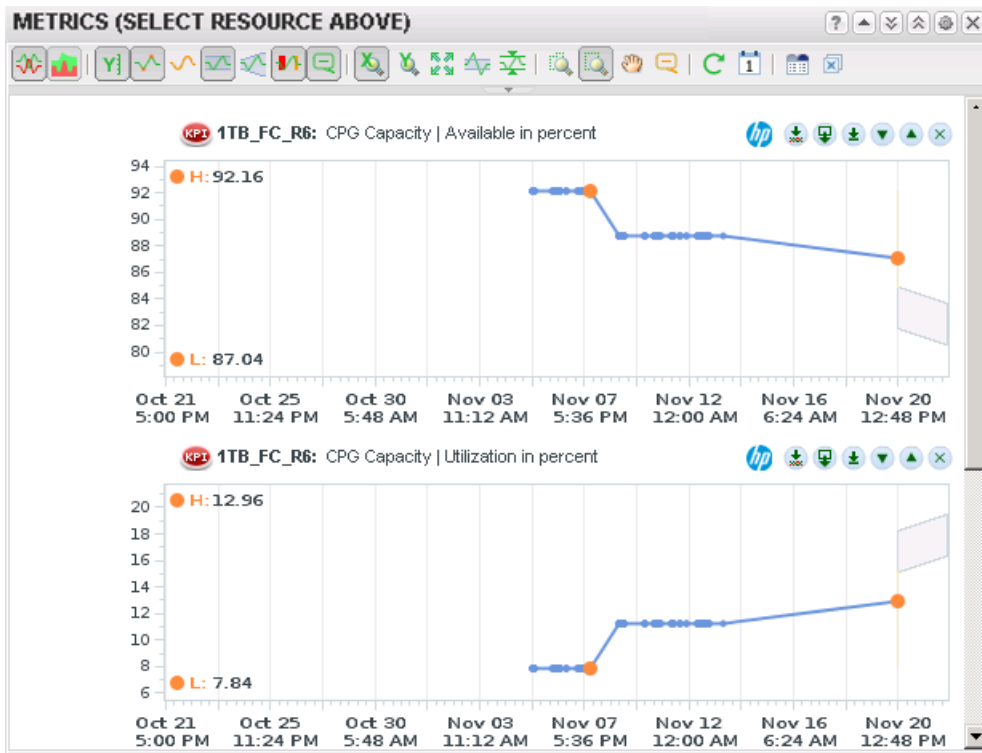 METRICS (SELECT RESOURCE ABOVE)
?
Y
1
KPI 1TB_FC_R6: CPG Capacity | Available in percent hp
94
H: 92.16
92
90
88
86
84
82
80
L: 87.04
Oct 21 Oct 25 Oct 30 Nov 03 Nov 07 Nov 12 Nov 16 Nov 20
5:00 PM 11:24 PM 5:48 AM 11:12 AM 5:36 PM 12:00 AM 6:24 AM 12:48 PM
KPI 1TB_FC_R6: CPG Capacity | Utilization in percent hp
H: 12.96
20
18
16
14
12
10
8
6
L: 7.84
Oct 21 Oct 25 Oct 30 Nov 03 Nov 07 Nov 12 Nov 16 Nov 20
5:00 PM 11:24 PM 5:48 AM 11:12 AM 5:36 PM 12:00 AM 6:24 AM 12:48 PM